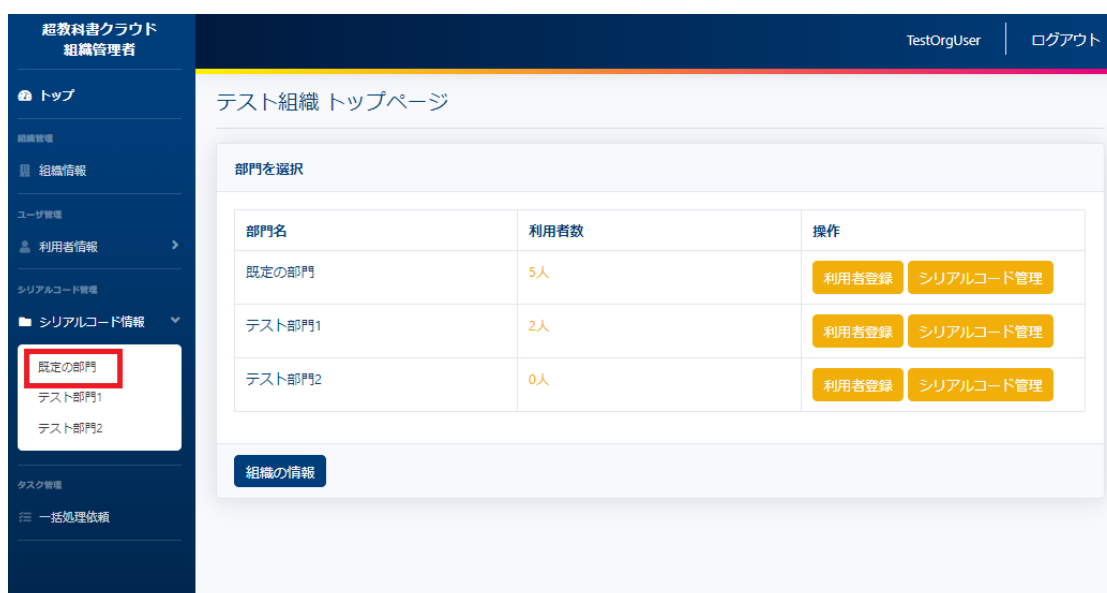 超教科書クラウド
組織管理者
TestOrgUser
ログアウト
トップ
組織管理
組織情報
ユーザ管理
利用者情報
シリアルコード管理
シリアルコード情報
既定の部門
テスト部門1
テスト部門2
タスク管理
一括処理依頼
テスト組織 トップページ
部門を選択
部門名 利用者数 操作
既定の部門 5人 利用者登録 シリアルコード管理
テスト部門1 2人 利用者登録 シリアルコード管理
テスト部門2 0人 利用者登録 シリアルコード管理
組織の情報